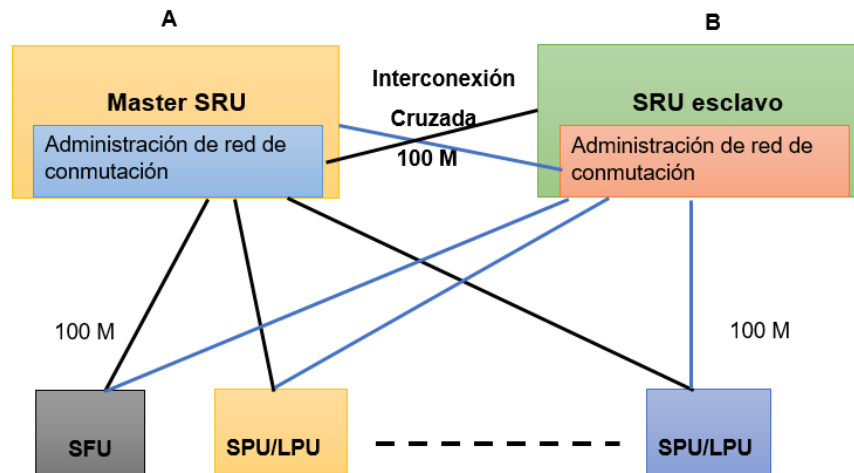 A
B
Master SRU
Interconexión
Cruzada
100 M
SRU esclavo
Administración de red de
conmutación
Administración de red de
conmutación
100 M
100 M
SFU
SPU/LPU
SPU/LPU